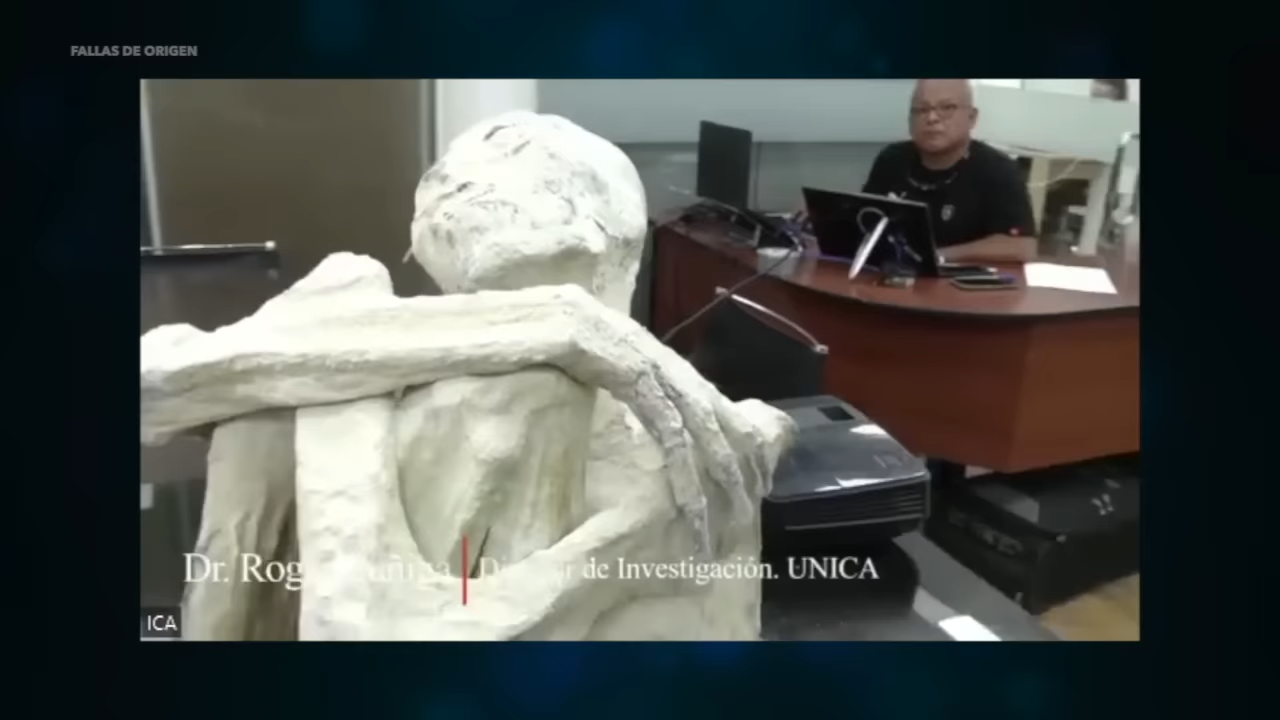 FALLAS DE ORIGEN
Dr. Rog | de Investigación. UNICA
ICA